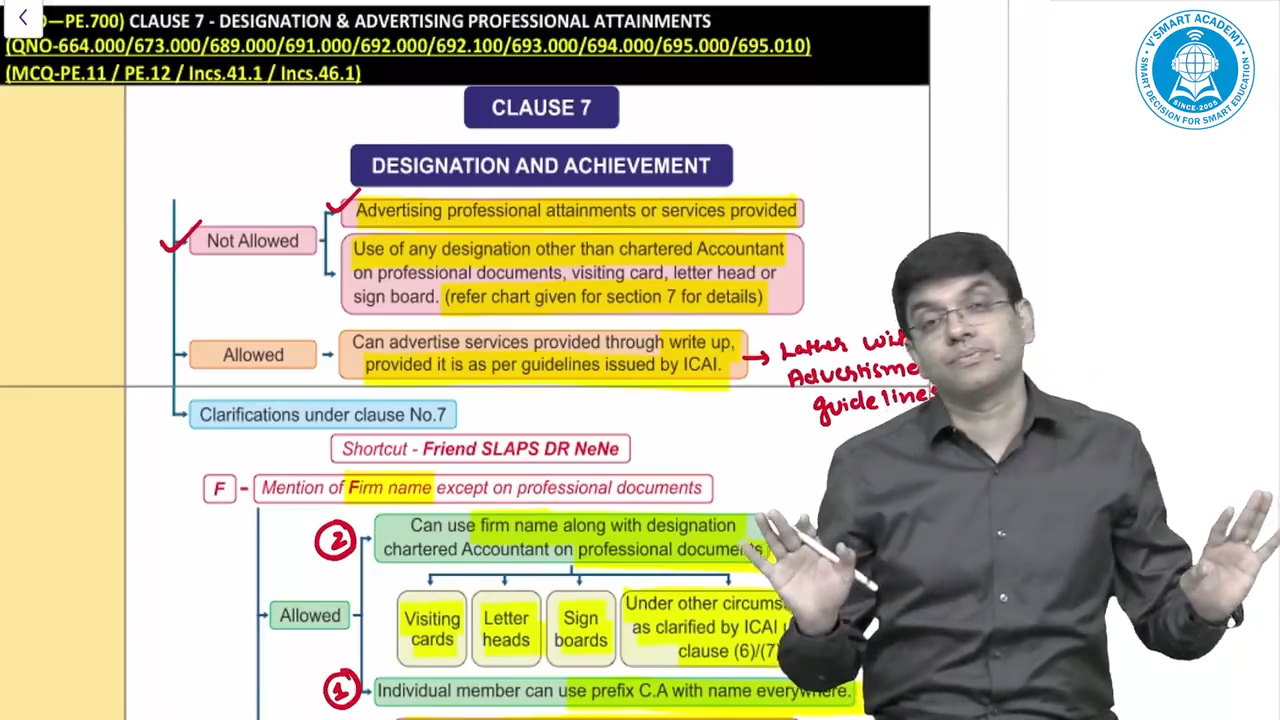 —PE.700) CLAUSE 7 - DESIGNATION & ADVERTISING PROFESSIONAL ATTAINMENTS
(QNO-664.000/673.000/689.000/691.000/692.000/692.100/693.000/694.000/695.000/695.010)
(MCQ-PE.11 / PE.12 / Incs.41.1 / Incs.46.1)
V'SMART ACADEMY
SINCE-2005
SMART DECISION FOR SMART EDUCATION
CLAUSE 7
DESIGNATION AND ACHIEVEMENT
Not Allowed
Advertising professional attainments or services provided
Use of any designation other than chartered Accountant
on professional documents, visiting card, letter head or
sign board. (refer chart given for section 7 for details)
Allowed
Can advertise services provided through write up,
provided it is as per guidelines issued by ICAI.
Advertisme
guidelines
Clarifications under clause No.7
Shortcut - Friend SLAPS DR NeNe
F - Mention of Firm name except on professional documents
2
Can use firm name along with designation
chartered Accountant on professional documents
Allowed
Visiting
cards
Letter
heads
Sign
boards
Under other circums
as clarified by ICAI
clause (6)/(7)
1
Individual member can use prefix C.A with name everywhere.